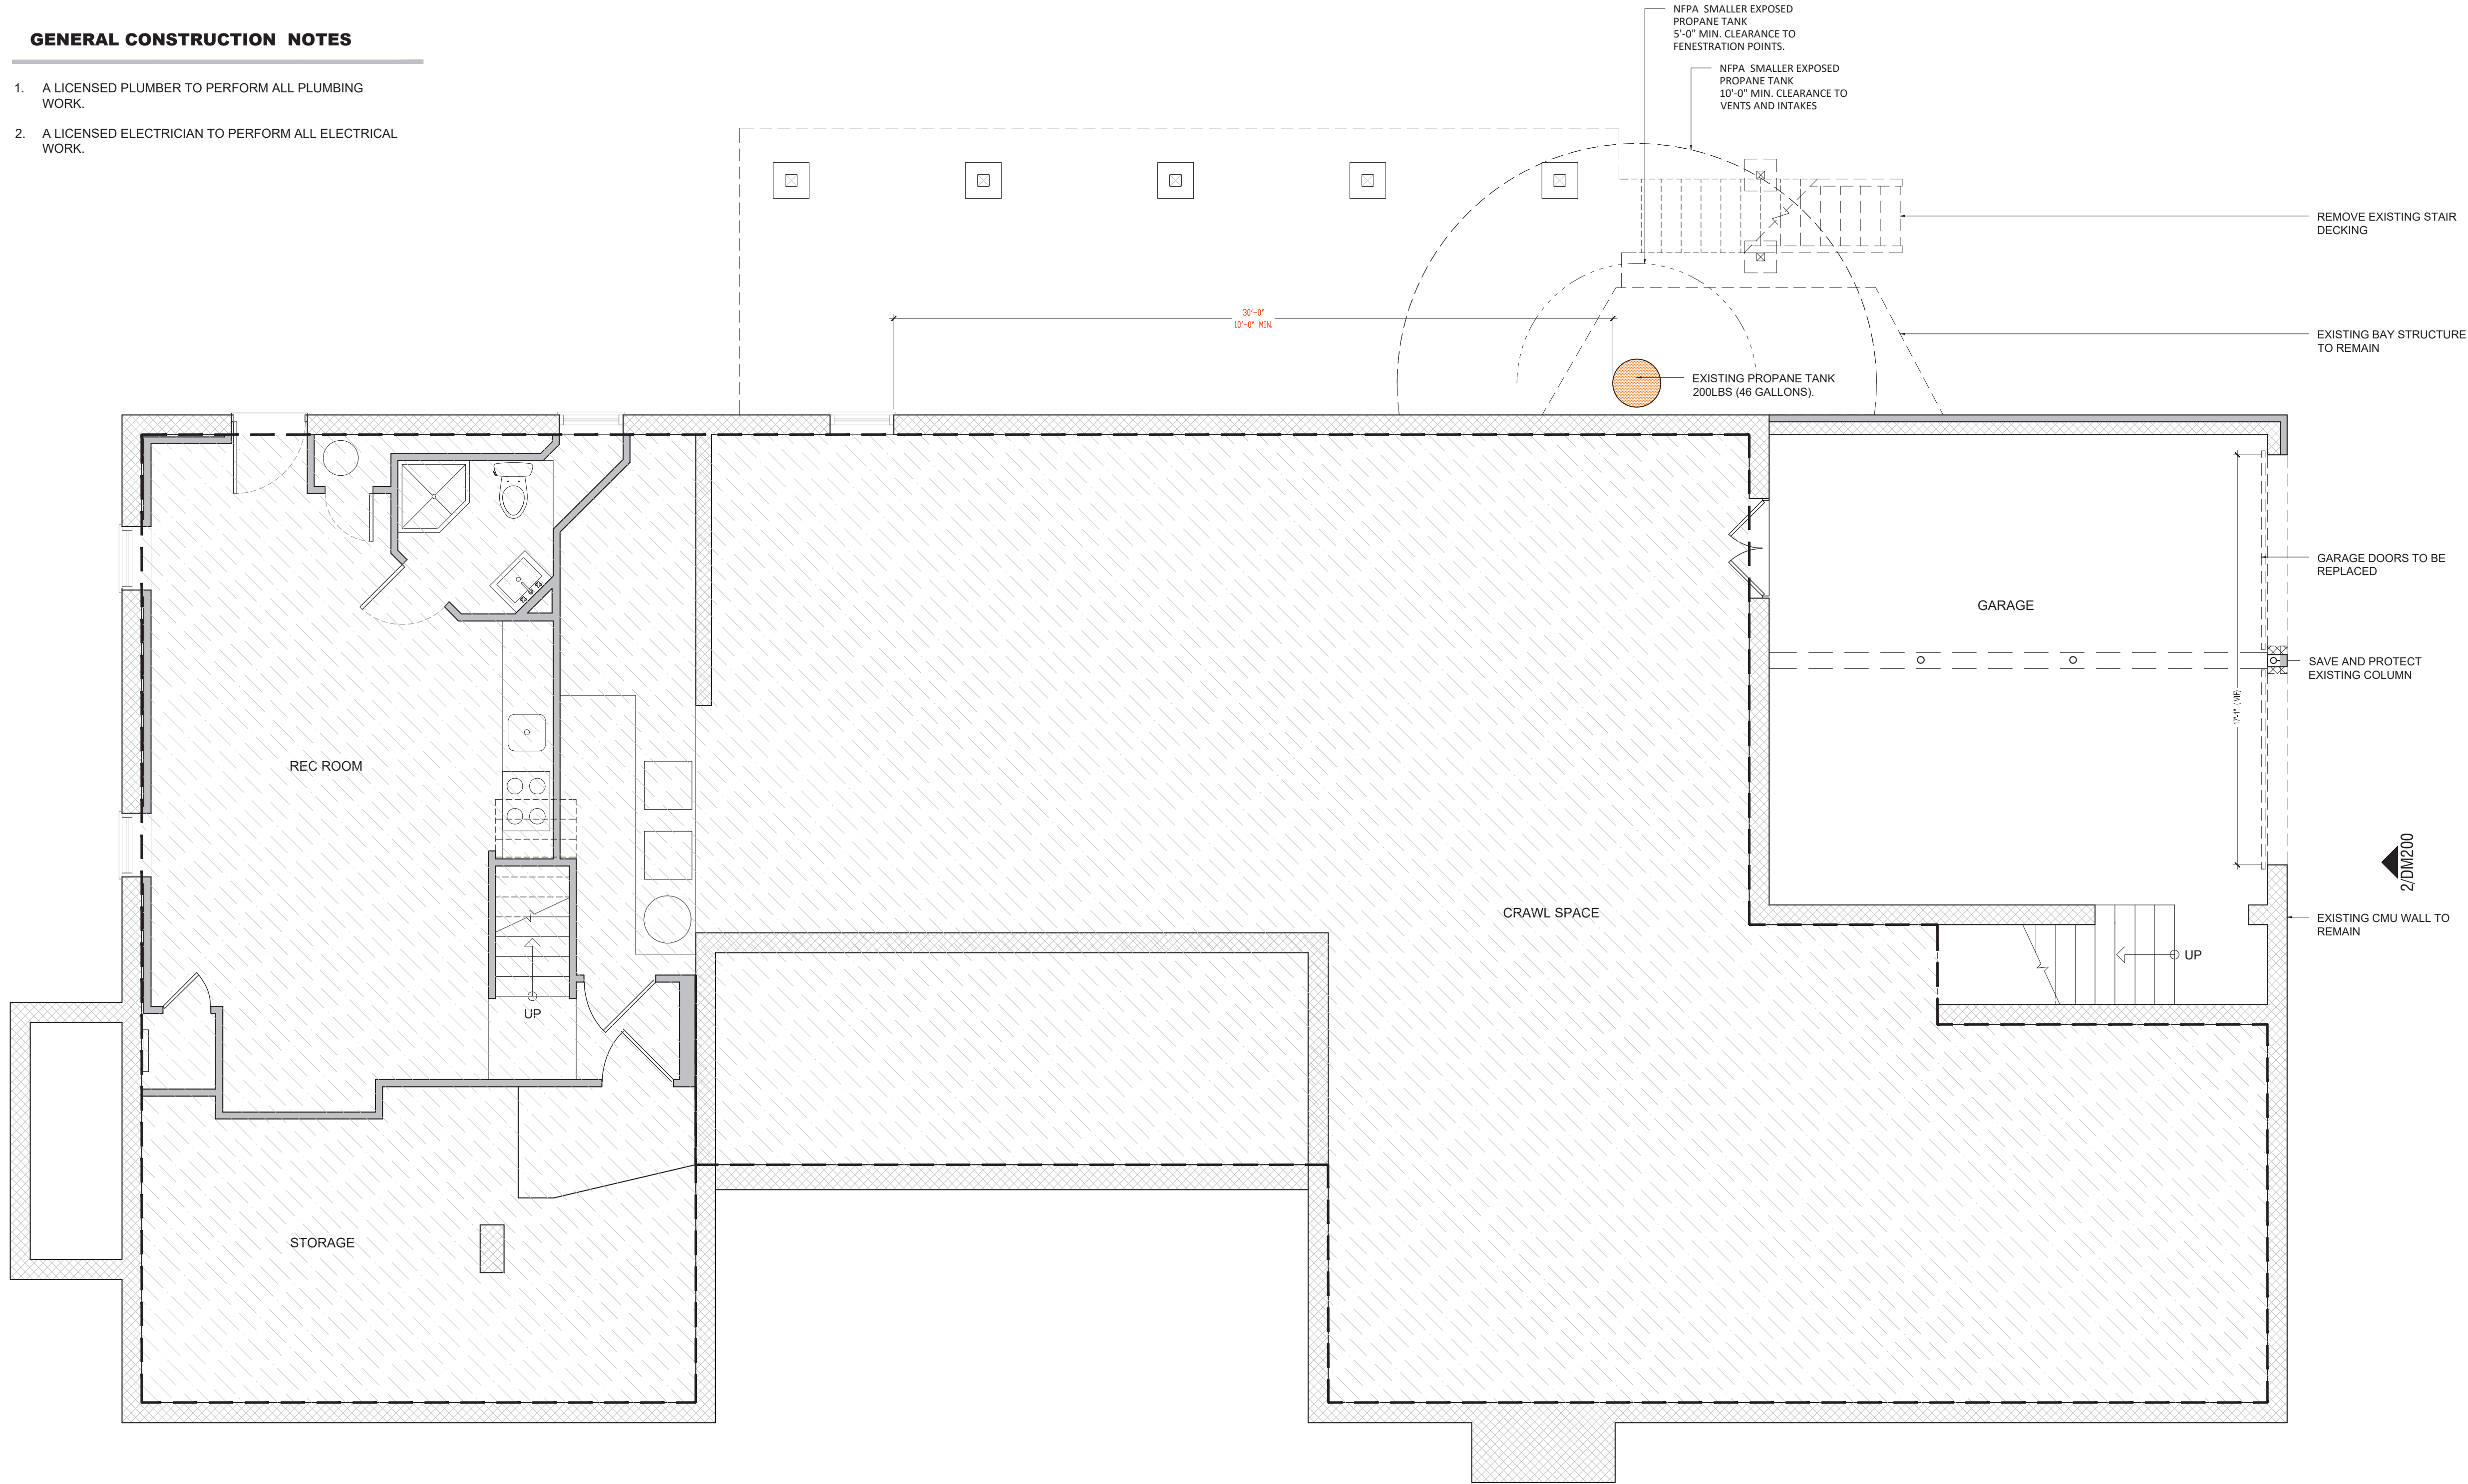 GENERAL CONSTRUCTION NOTES
1. A LICENSED PLUMBER TO PERFORM ALL PLUMBING
WORK.
2. A LICENSED ELECTRICIAN TO PERFORM ALL ELECTRICAL
WORK.
NFPA SMALLER EXPOSED
PROPANE TANK
5'-0" MIN. CLEARANCE TO
FENESTRATION POINTS.
NFPA SMALLER EXPOSED
PROPANE TANK
10'-0" MIN. CLEARANCE TO
VENTS AND INTAKES
REMOVE EXISTING STAIR
DECKING
30'-0"
10'-0" MIN.
EXISTING BAY STRUCTURE
TO REMAIN
EXISTING PROPANE TANK
200LBS (46 GALLONS).
GARAGE DOORS TO BE
REPLACED
GARAGE
SAVE AND PROTECT
EXISTING COLUMN
17'-1" (VIF)
REC ROOM
2/DM200
CRAWL SPACE
EXISTING CMU WALL TO
REMAIN
UP
UP
STORAGE